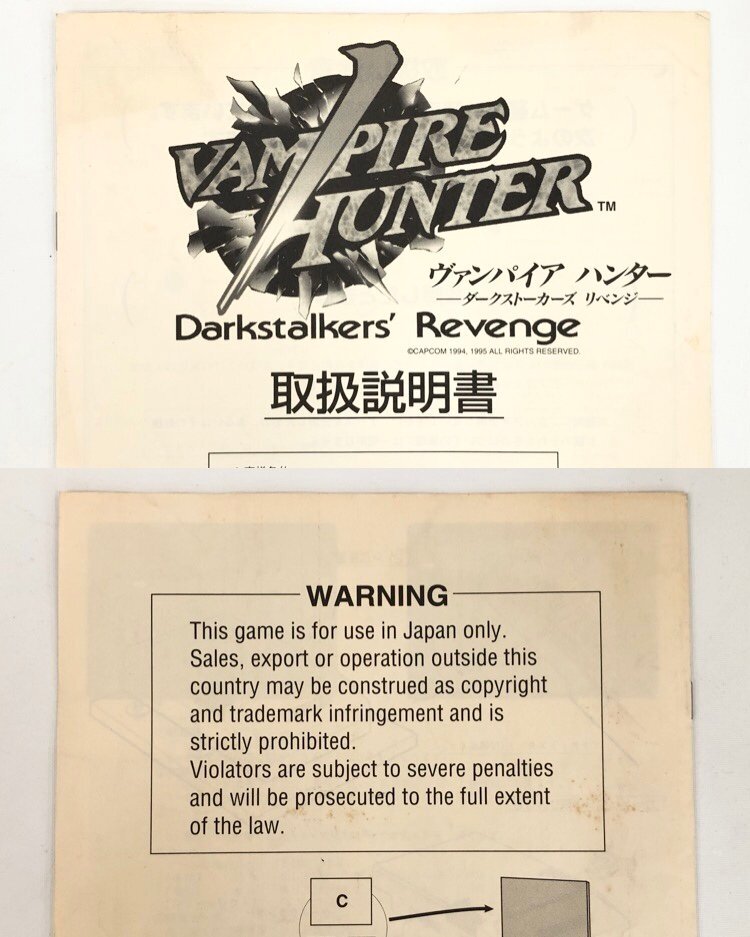 VAMPIRE
HUNTER™
ヴァンパイア ハンター
―ダークストーカーズ リベンジ―
Darkstalkers' Revenge
©CAPCOM 1994, 1995 ALL RIGHTS RESERVED.
取扱説明書
WARNING
This game is for use in Japan only.
Sales, export or operation outside this
country may be construed as copyright
and trademark infringement and is
strictly prohibited.
Violators are subject to severe penalties
and will be prosecuted to the full extent
of the law.
C